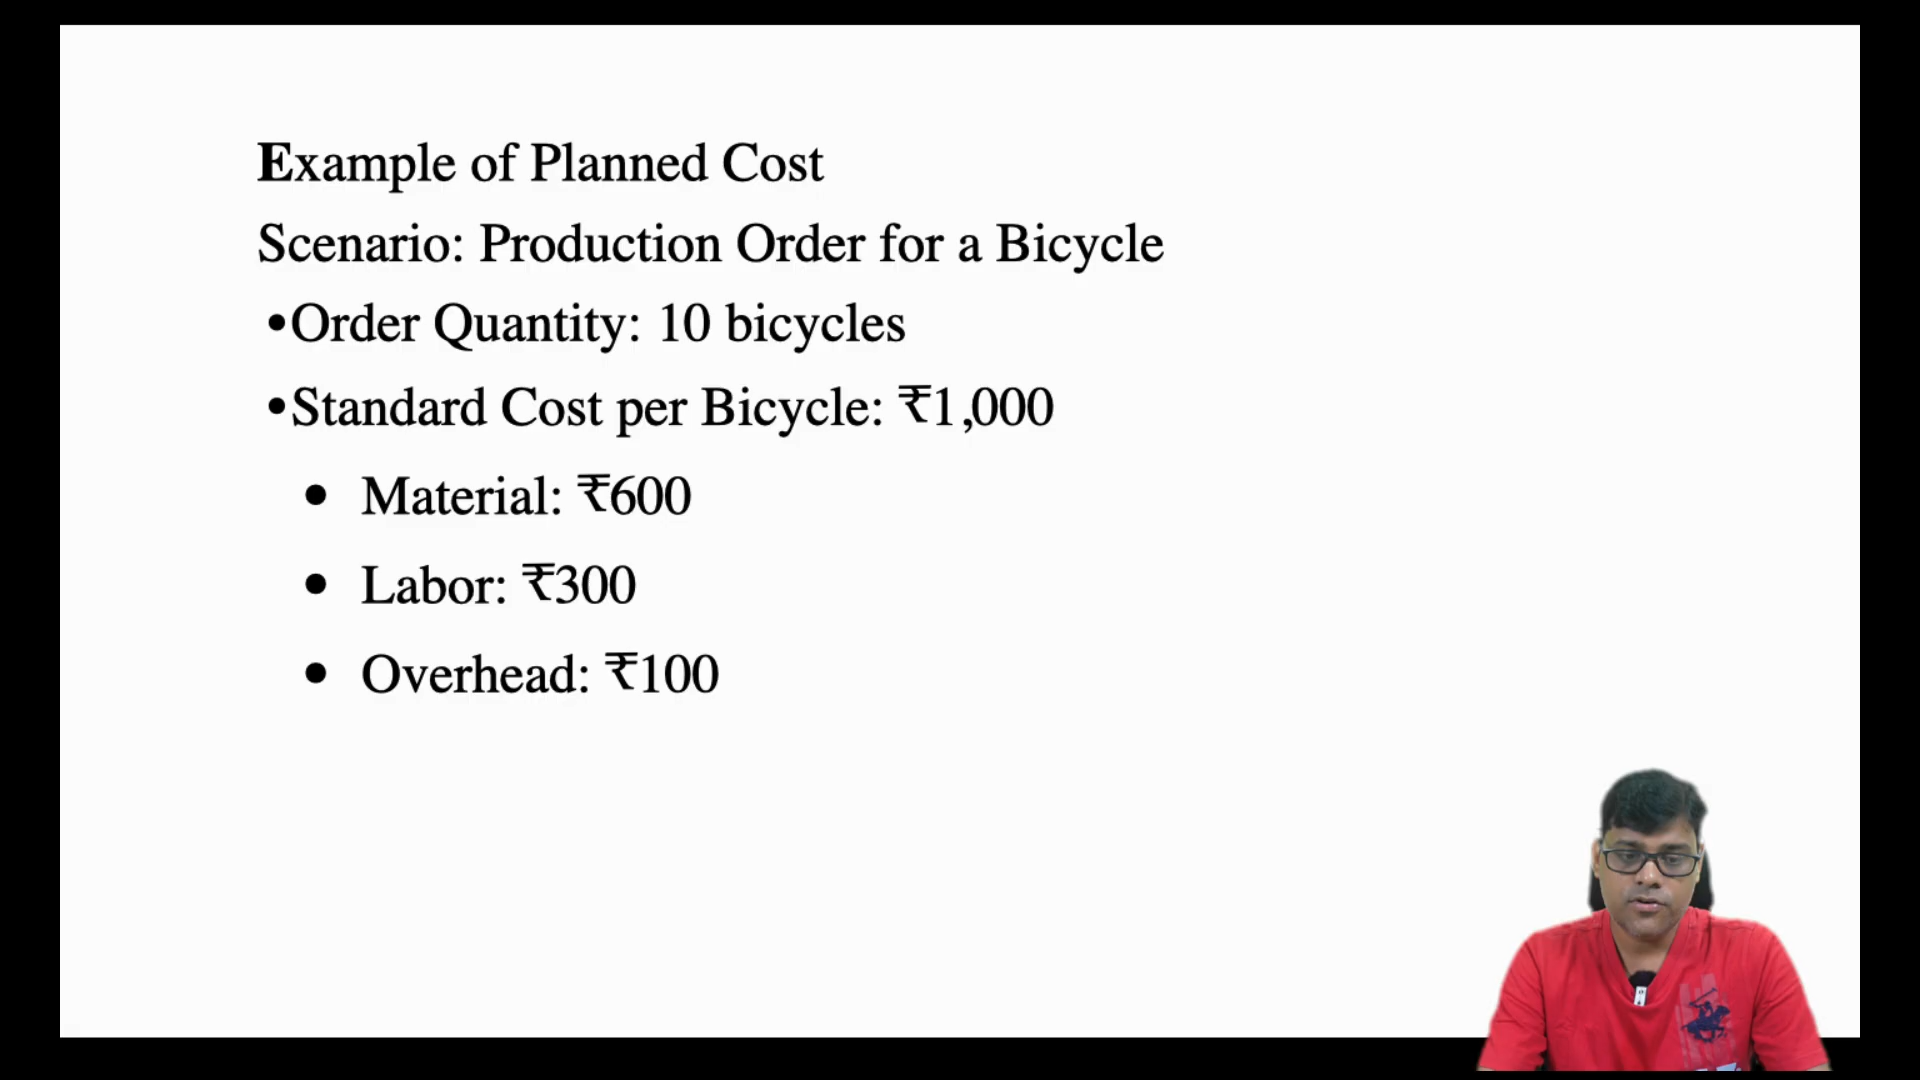 Example of Planned Cost
Scenario: Production Order for a Bicycle
•Order Quantity: 10 bicycles
•Standard Cost per Bicycle: ₹1,000
• Material: ₹600
• Labor: ₹300
• Overhead: ₹100